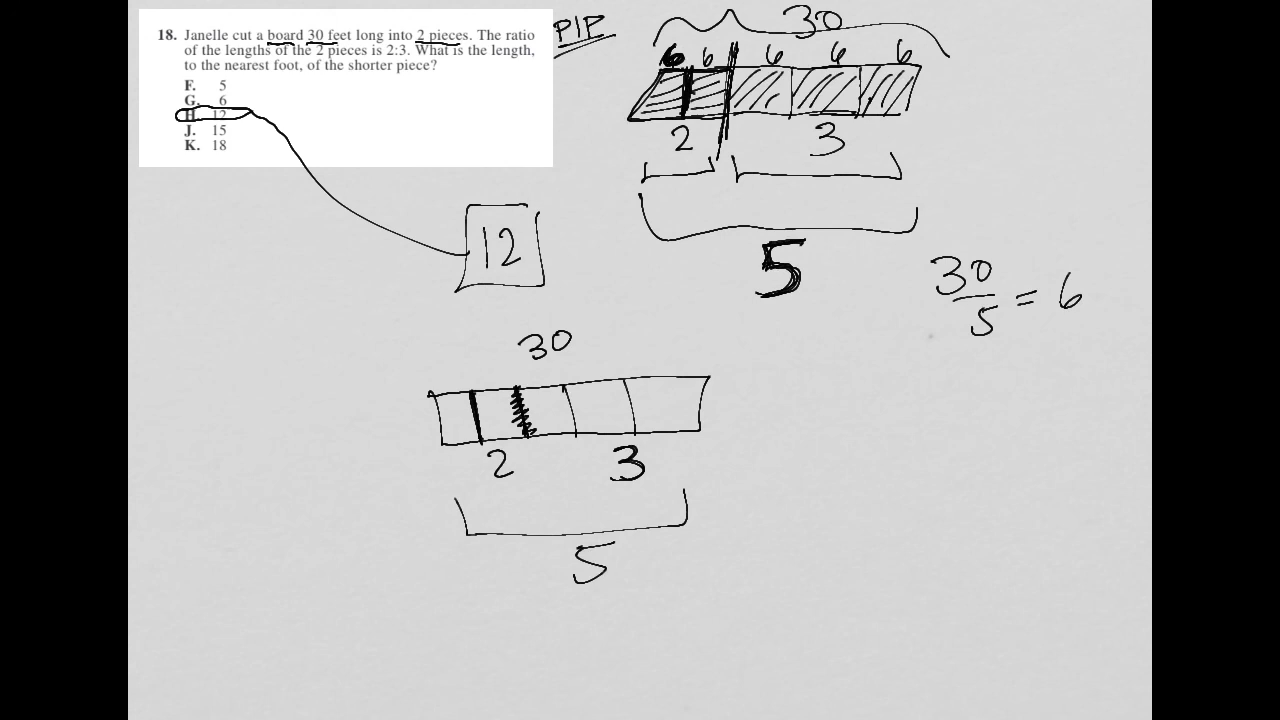 18. Janelle cut a board 30 feet long into 2 pieces. The ratio
of the lengths of the 2 pieces is 2:3. What is the length,
to the nearest foot, of the shorter piece?
F. 5
G. 6
H. 12
J. 15
K. 18
PIP
30
6 6 6 6 6
2 3
5
12
30/5 = 6
30
2 3
5